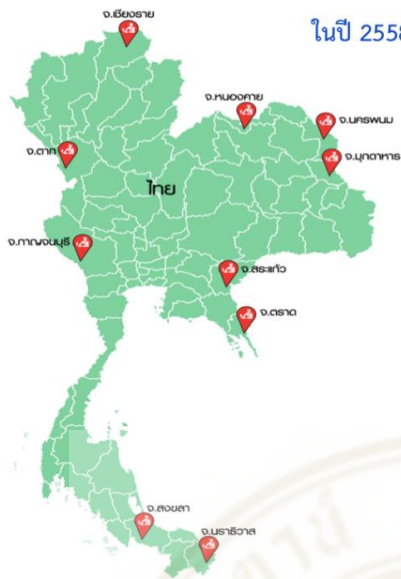 ในปี 2558
จ.เชียงราย
จ.หนองคาย
จ.นครพนม
จ.ตาก
จ.มุกดาหาร
ไทย
จ.กาญจนบุรี
จ.สระแก้ว
จ.ตราด
จ.สงขลา
จ.นราธิวาส